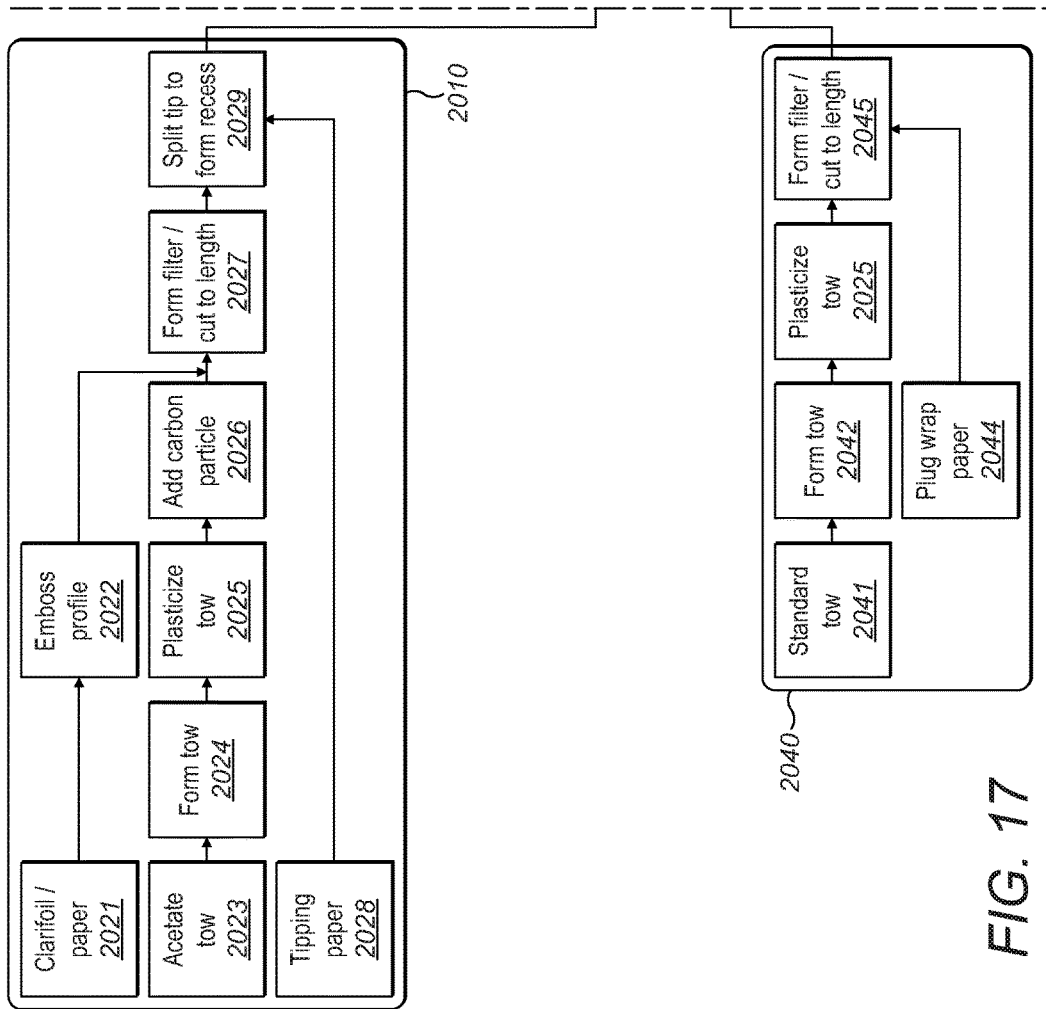 Clarifoil /
paper
2021
Emboss
profile
2022
Acetate
tow
2023
Form tow
2024
Plasticize
tow
2025
Add carbon
particle
2026
Form filter /
cut to length
2027
Split tip to
form recess
2029
Tipping
paper
2028
2010
Standard
tow
2041
Form tow
2042
Plasticize
tow
2025
Form filter /
cut to length
2045
Plug wrap
paper
2044
2040
FIG. 17